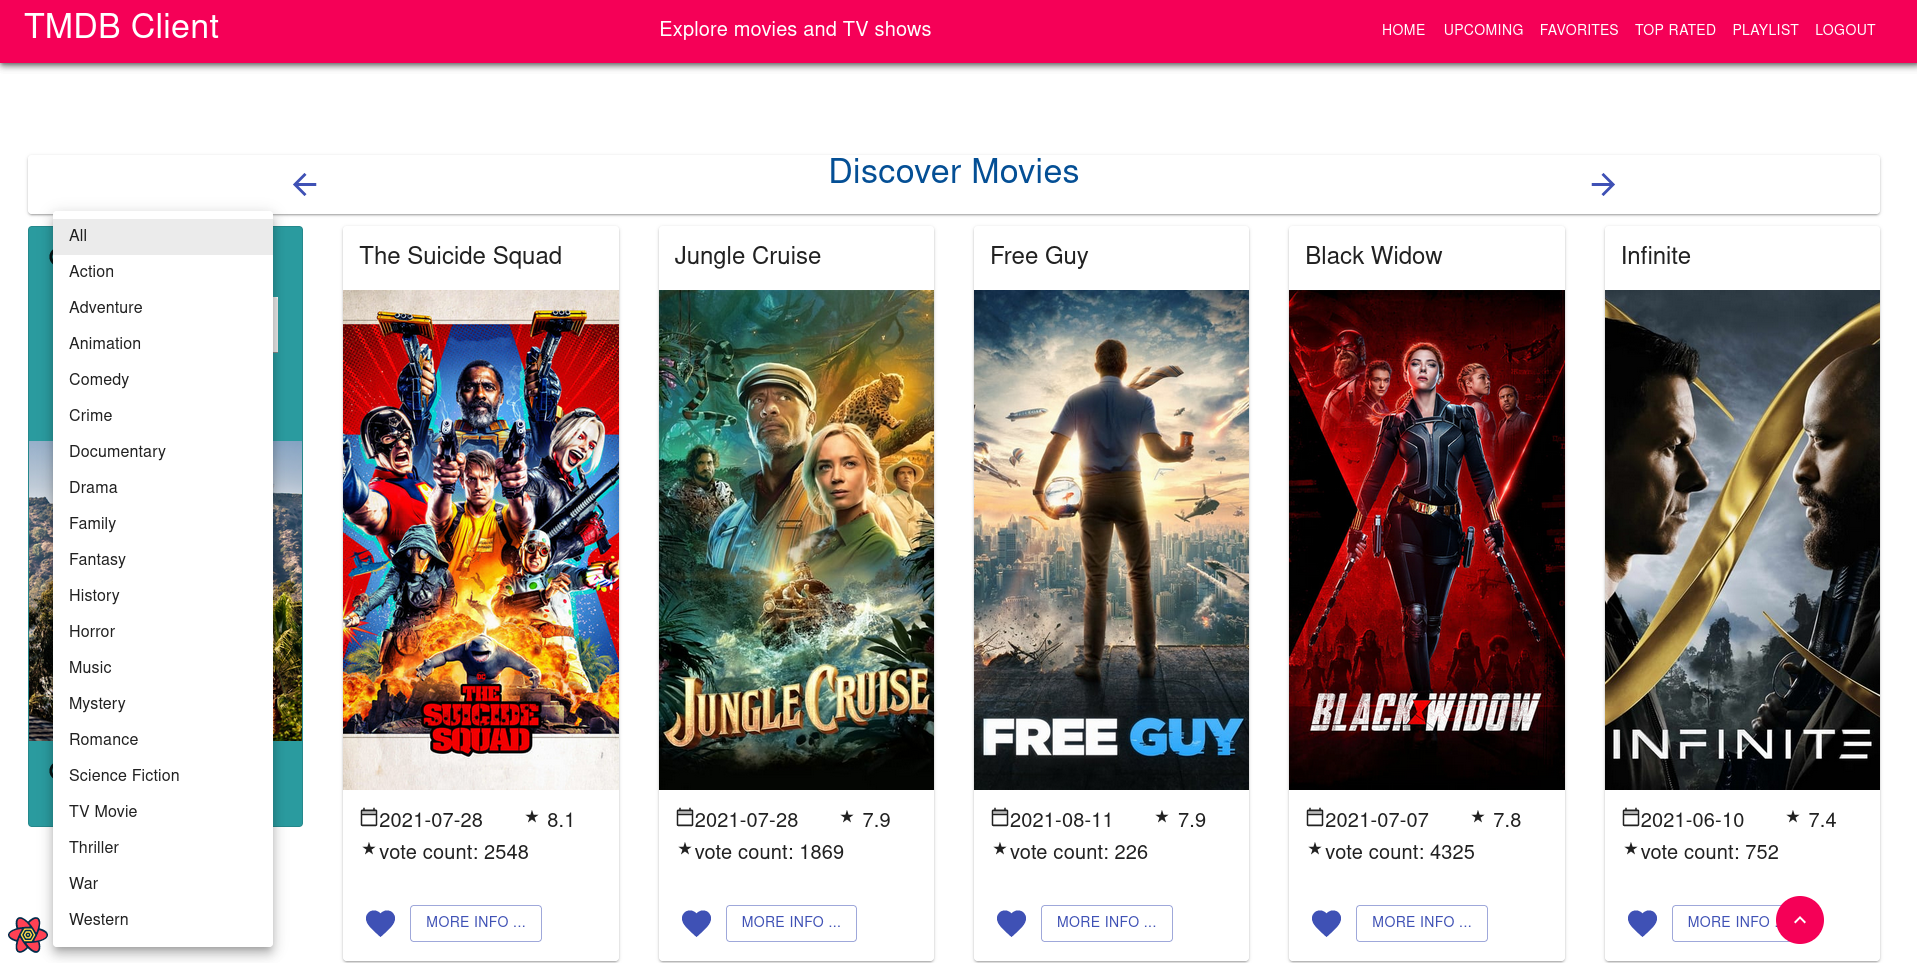 TMDB Client
Explore movies and TV shows
HOME
UPCOMING
FAVORITES
TOP RATED
PLAYLIST
LOGOUT
Discover Movies
All
Action
Adventure
Animation
Comedy
Crime
Documentary
Drama
Family
Fantasy
History
Horror
Music
Mystery
Romance
Science Fiction
TV Movie
Thriller
War
Western
The Suicide Squad
THE
SUICIDE
SQUAD
2021-07-28
8.1
vote count: 2548
MORE INFO ...
Jungle Cruise
JUNGLE CRUISE
2021-07-28
7.9
vote count: 1869
MORE INFO ...
Free Guy
FREE GUY
2021-08-11
7.9
vote count: 226
MORE INFO ...
Black Widow
BLACK WIDOW
2021-07-07
7.8
vote count: 4325
MORE INFO ...
Infinite
INFINITE
2021-06-10
7.4
vote count: 752
MORE INFO .